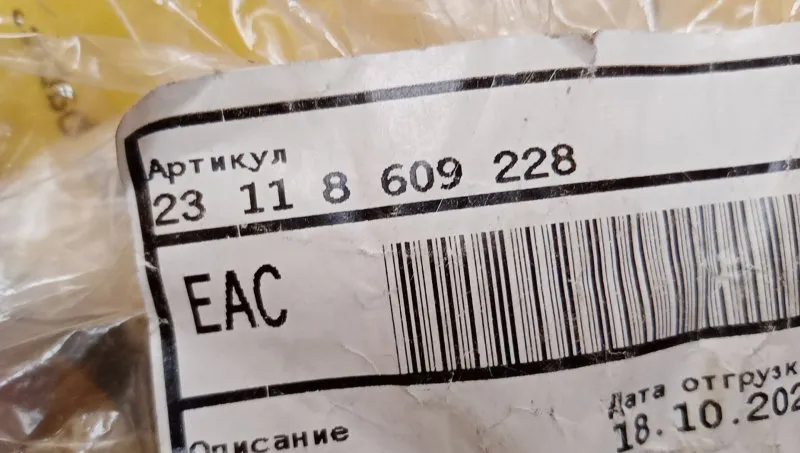 Артикул
23 11 8 609 228
EAC
Дата отгрузк
18.10.202
Описание